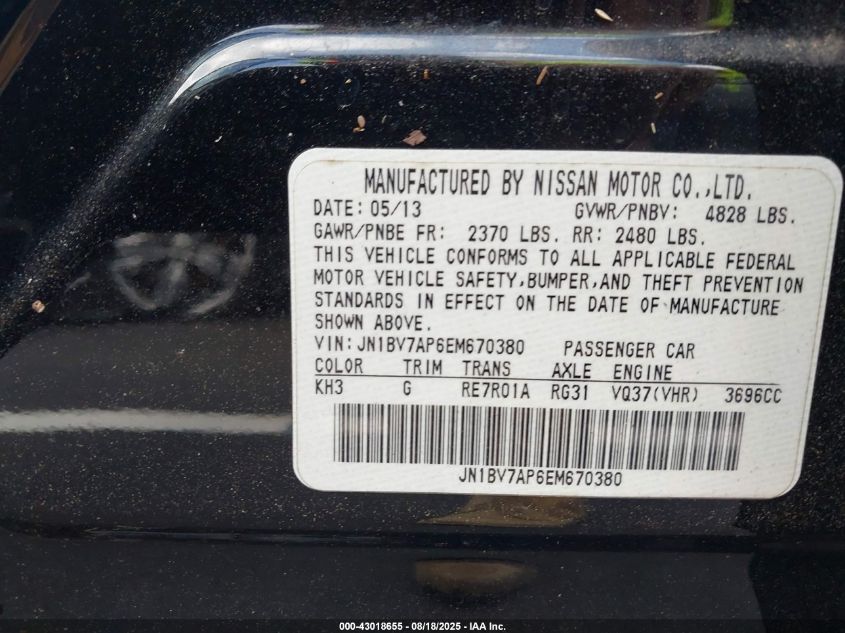 MANUFACTURED BY NISSAN MOTOR CO.,LTD.
DATE: 05/13 GVWR/PNBV: 4828 LBS.
GAWR/PNBE FR: 2370 LBS. RR: 2480 LBS.
THIS VEHICLE CONFORMS TO ALL APPLICABLE FEDERAL
MOTOR VEHICLE SAFETY,BUMPER,AND THEFT PREVENTION
STANDARDS IN EFFECT ON THE DATE OF MANUFACTURE
SHOWN ABOVE.
VIN:JN1BV7AP6EM670380 PASSENGER CAR
COLOR TRIM TRANS AXLE ENGINE
KH3 G RE7R01A RG31 VQ37(VHR) 3696CC
JN1BV7AP6EM670380
000-43018655 - 08/18/2025 - IAA Inc.